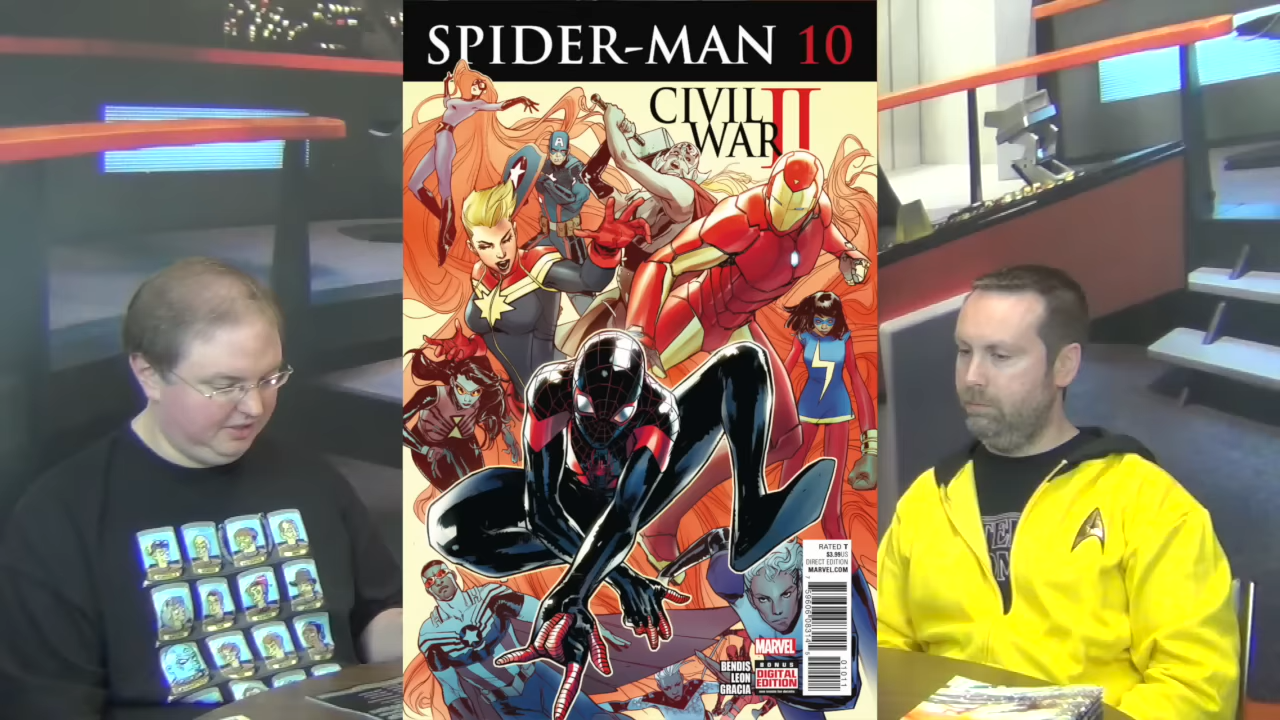 SPIDER-MAN 10
CIVIL
WAR II
A
RATED T
$3.99US
DIRECT EDITION
MARVEL.COM
MARVEL
BENDIS
LEON
GRACIA
BONUS
DIGITAL
EDITION
01011